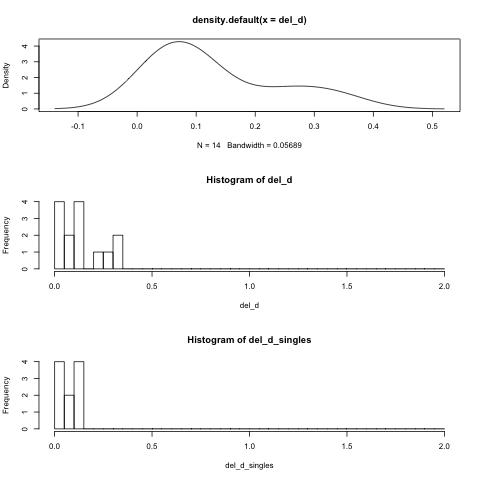 density.default(x = del_d)
Density
0 1 2 3 4
-0.1 0.0 0.1 0.2 0.3 0.4 0.5
N = 14 Bandwidth = 0.05689
Histogram of del_d
Frequency
0 1 2 3 4
0.0 0.5 1.0 1.5 2.0
del_d
Histogram of del_d_singles
Frequency
0 1 2 3 4
0.0 0.5 1.0 1.5 2.0
del_d_singles